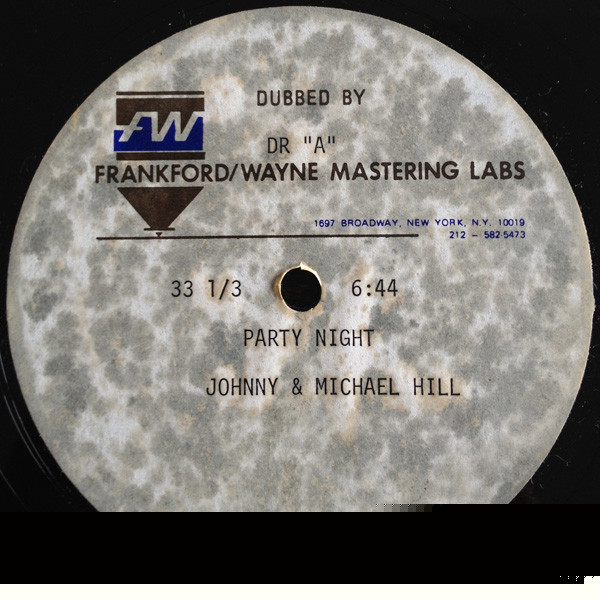 DUBBED BY
FW
DR "A"
FRANKFORD/WAYNE MASTERING LABS
1697 BROADWAY, NEW YORK, N.Y. 10019
212 - 582-5473
33 1/3 6:44
PARTY NIGHT
JOHNNY & MICHAEL HILL